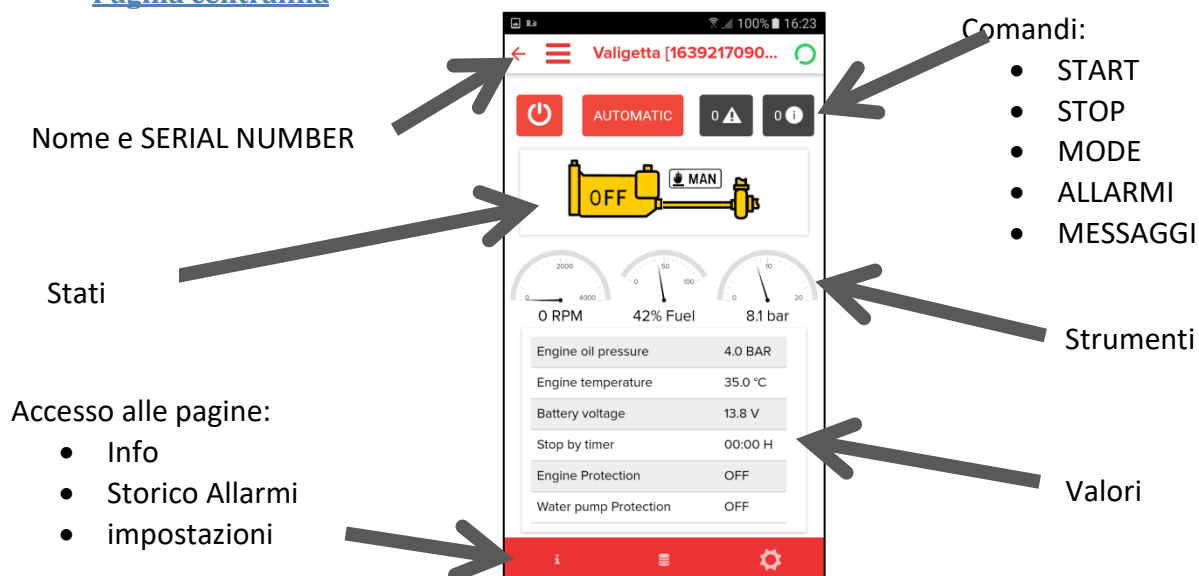 Pagina centralina
R.it
100% 16:23
Valigetta [1639217090...
AUTOMATIC
0
0
OFF
MAN
2000
0
4000
0 RPM
50
0
100
42% Fuel
10
0
20
8.1 bar
Engine oil pressure 4.0 BAR
Engine temperature 35.0 °C
Battery voltage 13.8 V
Stop by timer 00:00 H
Engine Protection OFF
Water pump Protection OFF
Nome e SERIAL NUMBER
Stati
Accesso alle pagine:
• Info
• Storico Allarmi
• impostazioni
Comandi:
• START
• STOP
• MODE
• ALLARMI
• MESSAGGI
Strumenti
Valori